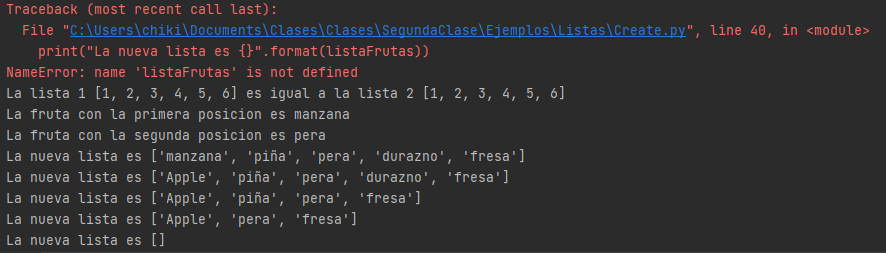 Traceback (most recent call last):
File "C:\Users\chiki\Documents\Clases\Clases\SegundaClase\Ejemplos\Listas\Create.py", line 40, in <module>
print("La nueva lista es {}".format(listaFrutas))
NameError: name 'listaFrutas' is not defined
La lista 1 [1, 2, 3, 4, 5, 6] es igual a la lista 2 [1, 2, 3, 4, 5, 6]
La fruta con la primera posicion es manzana
La fruta con la segunda posicion es pera
La nueva lista es ['manzana', 'piña', 'pera', 'durazno', 'fresa']
La nueva lista es ['Apple', 'piña', 'pera', 'durazno', 'fresa']
La nueva lista es ['Apple', 'piña', 'pera', 'fresa']
La nueva lista es ['Apple', 'pera', 'fresa']
La nueva lista es []